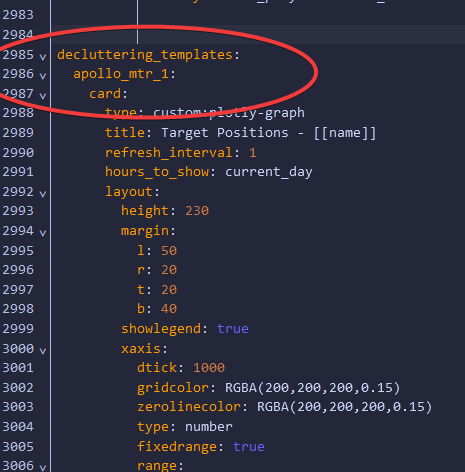 2983
2984
2985 decluttering_templates:
2986 apollo_mtr_1:
2987 card:
2988 type: custom:plotly-graph
2989 title: Target Positions - [[name]]
2990 refresh_interval: 1
2991 hours_to_show: current_day
2992 layout:
2993 height: 230
2994 margin:
2995 l: 50
2996 r: 20
2997 t: 20
2998 b: 40
2999 showlegend: true
3000 xaxis:
3001 dtick: 1000
3002 gridcolor: RGBA(200,200,200,0.15)
3003 zerolinecolor: RGBA(200,200,200,0.15)
3004 type: number
3005 fixedrange: true
3006 range: